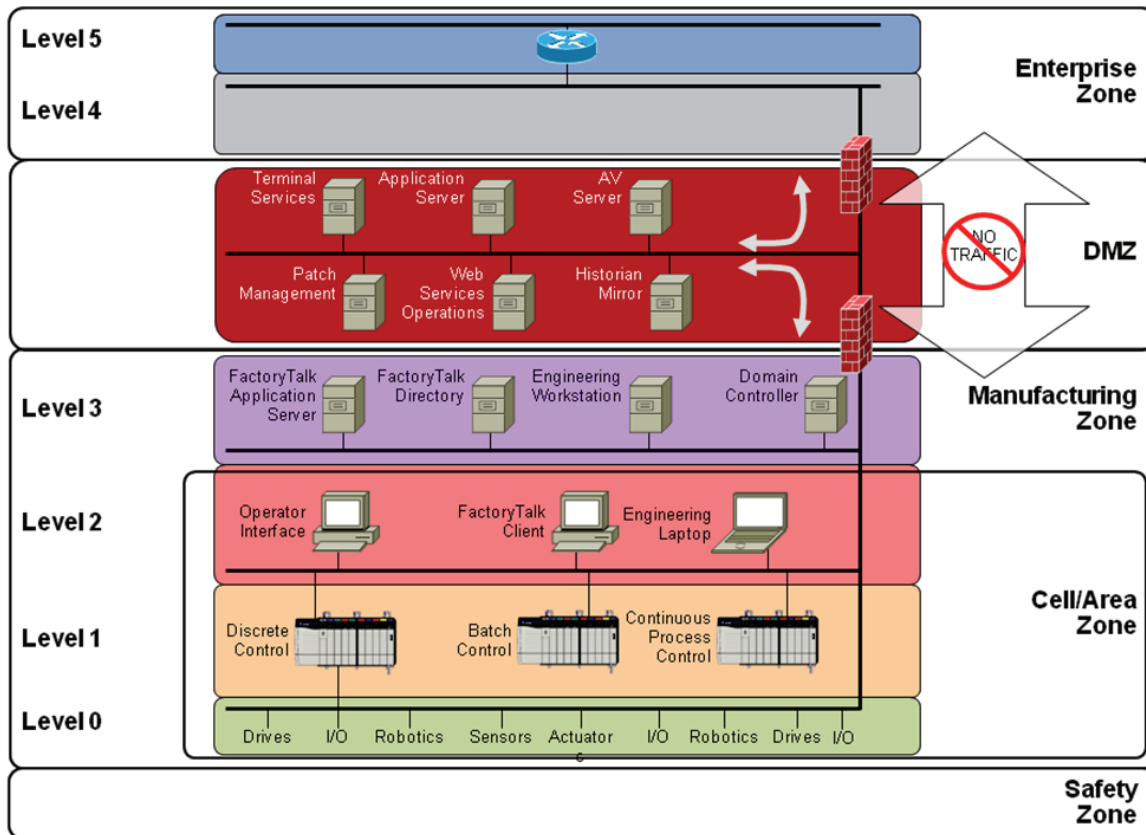 Level 5
Level 4
Enterprise
Zone
Terminal
Services
Application
Server
AV
Server
Patch
Management
Web
Services
Operations
Historian
Mirror
NO
TRAFFIC
DMZ
Level 3
FactoryTalk
Application
Server
FactoryTalk
Directory
Engineering
Workstation
Domain
Controller
Manufacturing
Zone
Level 2
Operator
Interface
FactoryTalk
Client
Engineering
Laptop
Level 1
Discrete
Control
Batch
Control
Continuous
Process
Control
Cell/Area
Zone
Level 0
Drives
I/O
Robotics
Sensors
Actuator
s
I/O
Robotics
Drives
I/O
Safety
Zone